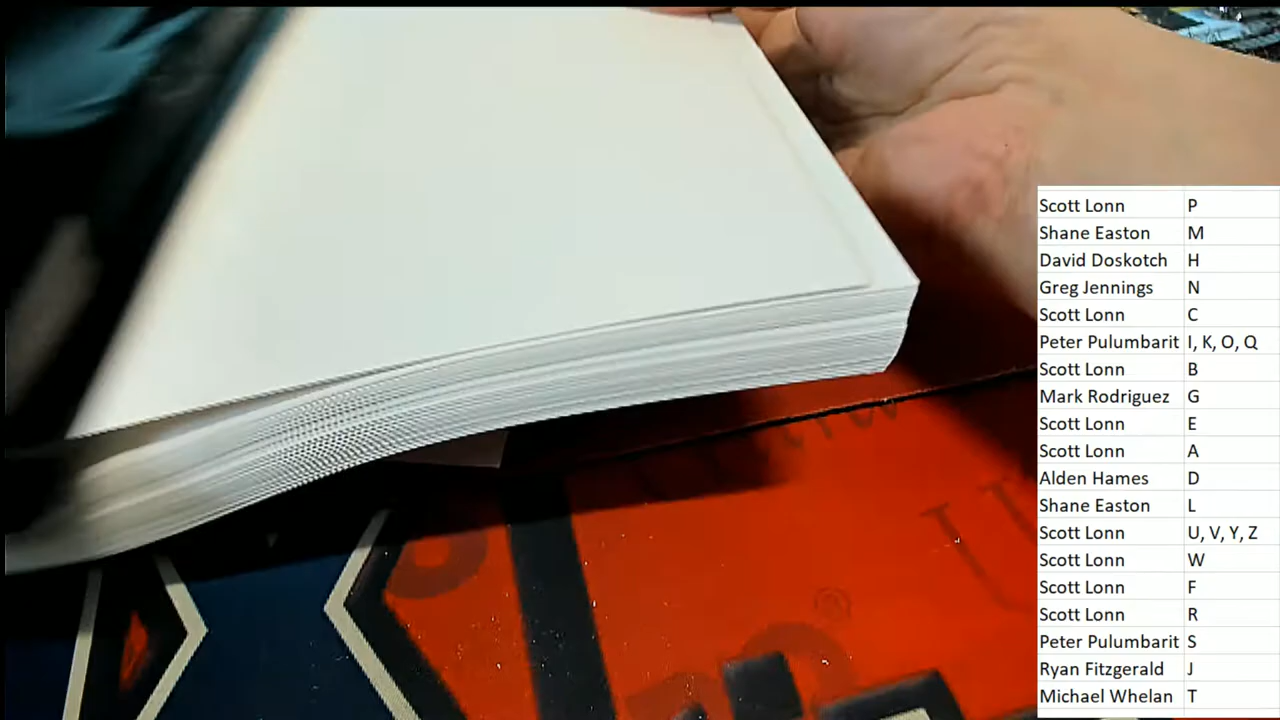 Scott Lonn P
Shane Easton M
David Doskotch H
Greg Jennings N
Scott Lonn C
Peter Pulumbarit I, K, O, Q
Scott Lonn B
Mark Rodriguez G
Scott Lonn E
Scott Lonn A
Alden Hames D
Shane Easton L
Scott Lonn U, V, Y, Z
Scott Lonn W
Scott Lonn F
Scott Lonn R
Peter Pulumbarit S
Ryan Fitzgerald J
Michael Whelan T